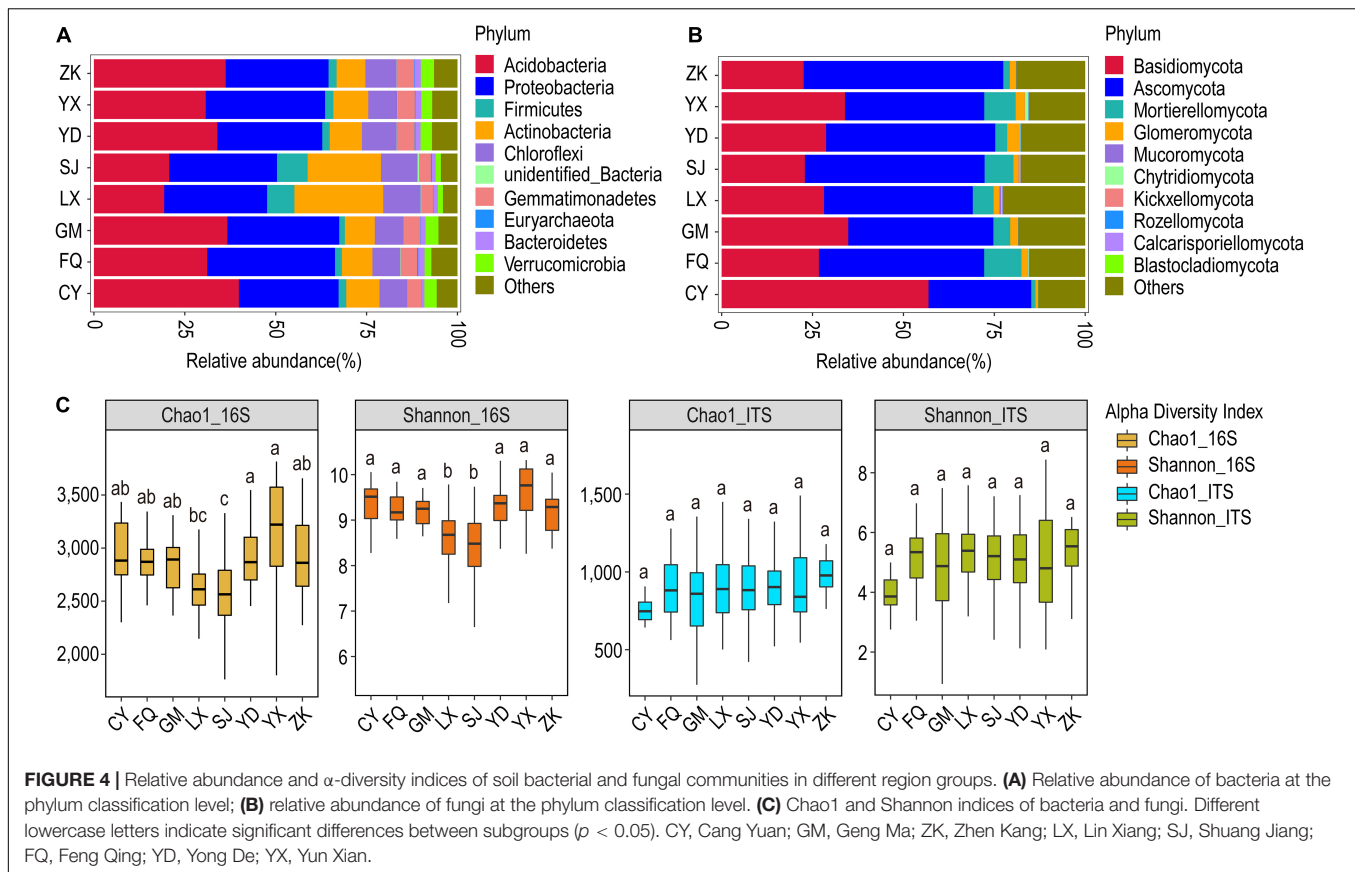 A
Phylum
ZK
YX
YD
SJ
LX
GM
FQ
CY
0
25
50
75
100
Relative abundance(%)
Acidobacteria
Proteobacteria
Firmicutes
Actinobacteria
Chloroflexi
unidentified_Bacteria
Gemmatimonadetes
Euryarchaeota
Bacteroidetes
Verrucomicrobia
Others
B
Phylum
ZK
YX
YD
SJ
LX
GM
FQ
CY
0
25
50
75
100
Relative abundance(%)
Basidiomycota
Ascomycota
Mortierellomycota
Glomeromycota
Mucoromycota
Chytridiomycota
Kickxellomycota
Rozellomycota
Calcarisporiellomycota
Blastocladiomycota
Others
C
Chao1_16S
3,500
3,000
2,500
2,000
ab ab ab bc c a a ab
CY FQ GM LX SJ YD YX ZK
Shannon_16S
10
9
8
7
6
a a a b b a a a
CY FQ GM LX SJ YD YX ZK
Chao1_ITS
1,500
1,000
500
a a a a a a a a
CY FQ GM LX SJ YD YX ZK
Shannon_ITS
8
6
4
2
a a a a a a a a
CY FQ GM LX SJ YD YX ZK
Alpha Diversity Index
Chao1_16S
Shannon_16S
Chao1_ITS
Shannon_ITS
FIGURE 4 | Relative abundance and α-diversity indices of soil bacterial and fungal communities in different region groups. (A) Relative abundance of bacteria at the
phylum classification level; (B) relative abundance of fungi at the phylum classification level. (C) Chao1 and Shannon indices of bacteria and fungi. Different
lowercase letters indicate significant differences between subgroups (p < 0.05). CY, Cang Yuan; GM, Geng Ma; ZK, Zhen Kang; LX, Lin Xiang; SJ, Shuang Jiang;
FQ, Feng Qing; YD, Yong De; YX, Yun Xian.